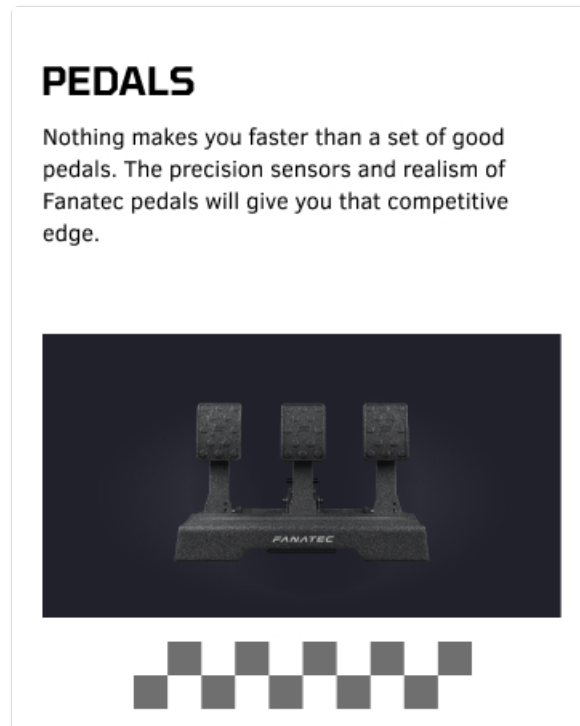 PEDALS
Nothing makes you faster than a set of good
pedals. The precision sensors and realism of
Fanatec pedals will give you that competitive
edge.
FANATEC